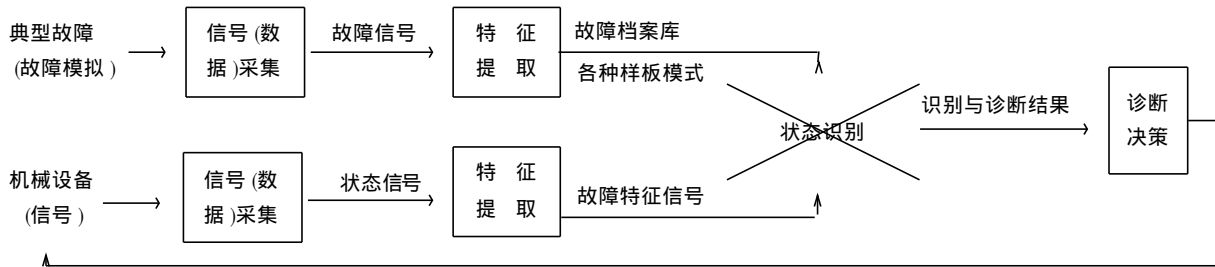 典型故障
(故障模拟)
信号(数
据)采集
故障信号
特 征
提 取
故障档案库
各种样板模式
状态识别
识别与诊断结果
诊断
决策
机械设备
(信号)
信号(数
据)采集
状态信号
特 征
提 取
故障特征信号